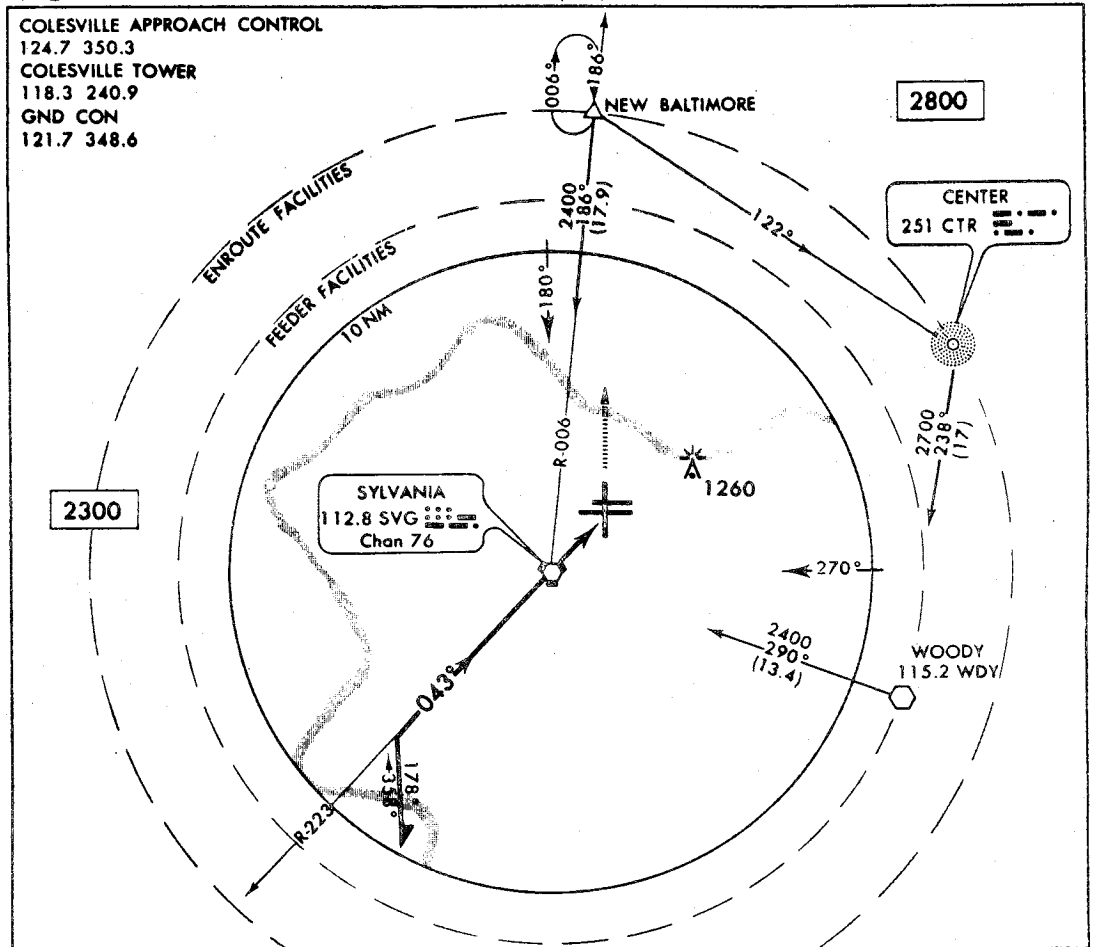 COLESVILLE APPROACH CONTROL
124.7 350.3
COLESVILLE TOWER
118.3 240.9
GND CON
121.7 348.6
006°
186°
NEW BALTIMORE
2800
ENROUTE FACILITIES
FEEDER FACILITIES
10 NM
2400
186°
(17.9)
122°
CENTER
251 CTR
180°
R-006
2700
238°
(17)
1260
2300
SYLVANIA
112.8 SVG
Chan 76
270°
2400
290°
(13.4)
WOODY
115.2 WDY
043°
178°
358°
R-223